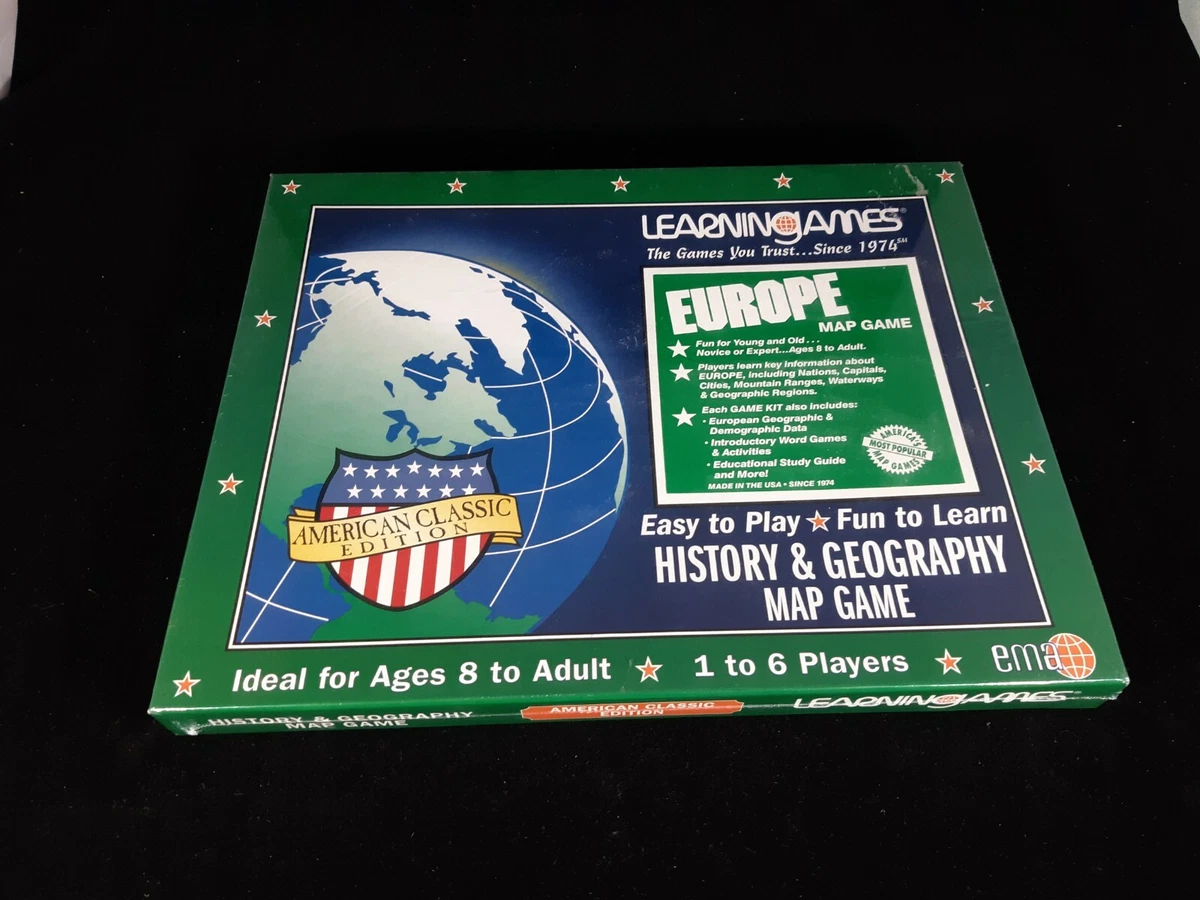 LEARNINGAMES®
The Games You Trust...Since 1974℠
EUROPE
MAP GAME
Fun for Young and Old . . .
Novice or Expert...Ages 8 to Adult.
Players learn key information about
EUROPE, including Nations, Capitals,
Cities, Mountain Ranges, Waterways
& Geographic Regions.
Each GAME KIT also includes:
• European Geographic &
Demographic Data
• Introductory Word Games
& Activities
• Educational Study Guide
and More!
MADE IN THE USA • SINCE 1974
AMERICA'S
MOST POPULAR
MAP GAMES
AMERICAN CLASSIC
EDITION
Easy to Play ★ Fun to Learn
HISTORY & GEOGRAPHY
MAP GAME
Ideal for Ages 8 to Adult ★ 1 to 6 Players
ema
HISTORY & GEOGRAPHY
MAP GAME
AMERICAN CLASSIC
EDITION
LEARNINGAMES